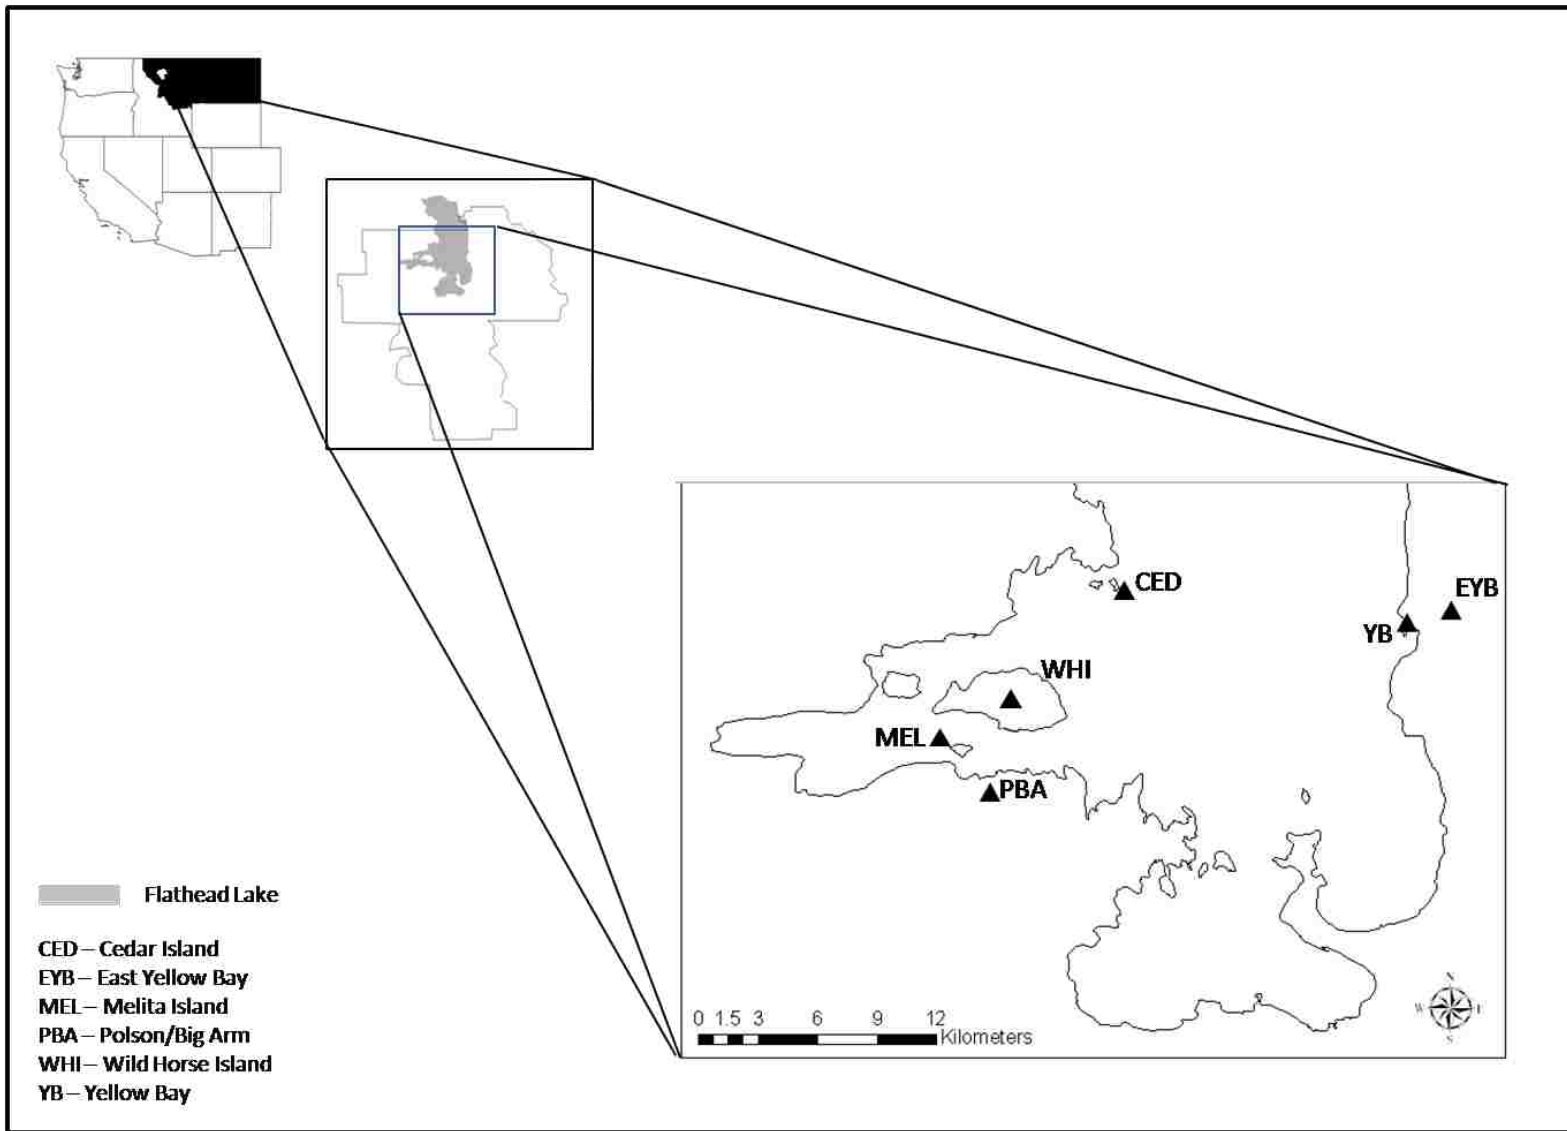 CED
EYB
YB
WHI
MEL
PBA
Flathead Lake
CED – Cedar Island
EYB – East Yellow Bay
MEL – Melita Island
PBA – Polson/Big Arm
WHI – Wild Horse Island
YB – Yellow Bay
0 1.5 3 6 9 12
Kilometers
N
W E
S